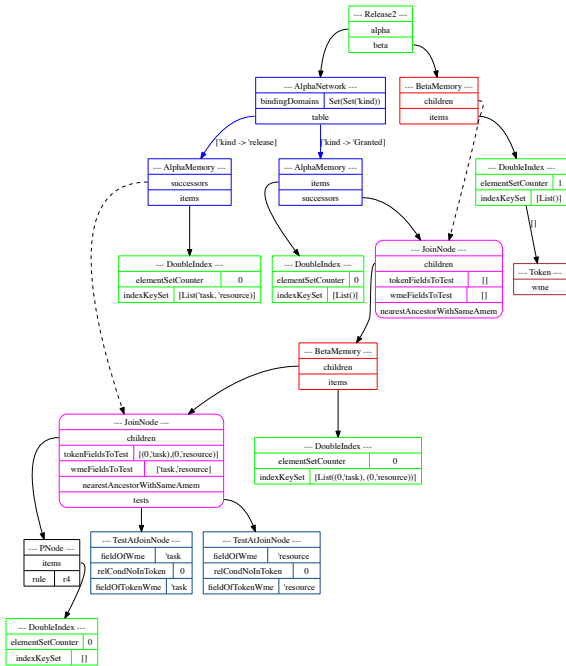 --- Release2 ---
alpha
beta
--- AlphaNetwork ---
bindingDomains Set(Set('kind))
table
--- BetaMemory ---
children
items
['kind -> 'release]
['kind -> 'Granted]
--- AlphaMemory ---
successors
items
--- AlphaMemory ---
items
successors
--- DoubleIndex ---
elementSetCounter 1
indexKeySet [List()]
[]
--- JoinNode ---
children
tokenFieldsToTest []
wmeFieldsToTest []
nearestAncestorWithSameAmem
--- DoubleIndex ---
elementSetCounter 0
indexKeySet [List('task, 'resource)]
--- DoubleIndex ---
elementSetCounter 0
indexKeySet [List()]
--- Token ---
wme
--- BetaMemory ---
children
items
--- JoinNode ---
children
tokenFieldsToTest [(0,'task),(0,'resource)]
wmeFieldsToTest ['task,'resource]
nearestAncestorWithSameAmem
tests
--- DoubleIndex ---
elementSetCounter 0
indexKeySet [List((0,'task), (0,'resource))]
--- PNode ---
items
rule r4
--- TestAtJoinNode ---
fieldOfWme 'task
relCondNoInToken 0
fieldOfTokenWme 'task
--- TestAtJoinNode ---
fieldOfWme 'resource
relCondNoInToken 0
fieldOfTokenWme 'resource
--- DoubleIndex ---
elementSetCounter 0
indexKeySet []